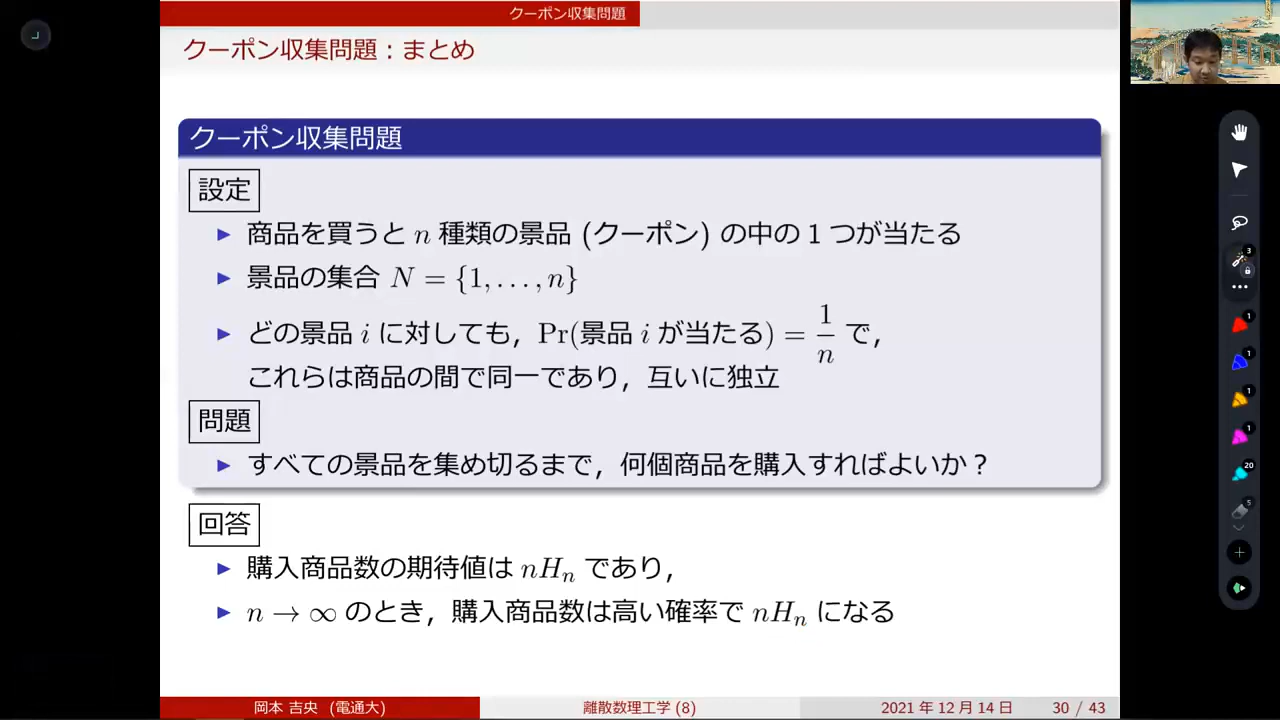 クーポン収集問題
クーポン収集問題:まとめ
クーポン収集問題
設定
▶ 商品を買うと n 種類の景品 (クーポン) の中の 1 つが当たる
▶ 景品の集合 N = {1, . . . , n}
▶ どの景品 i に対しても,Pr(景品 i が当たる) = 1/n で,
これらは商品の間で同一であり,互いに独立
問題
▶ すべての景品を集め切るまで,何個商品を購入すればよいか?
回答
▶ 購入商品数の期待値は nHₙ であり,
▶ n → ∞ のとき,購入商品数は高い確率で nHₙ になる
岡本 吉央 (電通大)
離散数理工学 (8)
2021 年 12 月 14 日
30 / 43
3
1
1
1
1
20
5